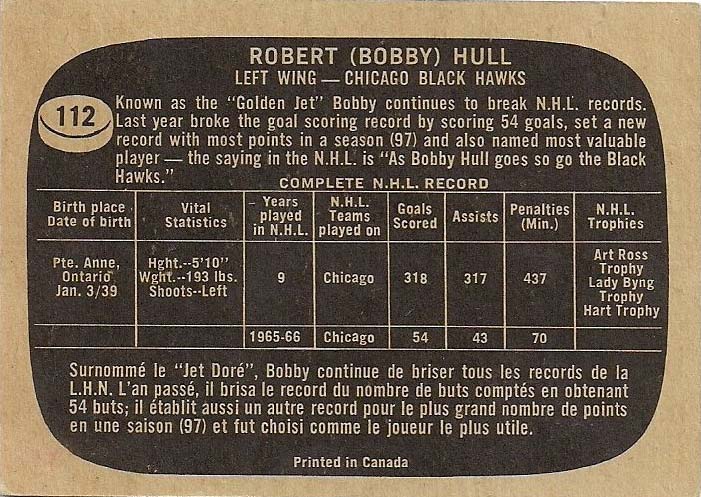 ROBERT (BOBBY) HULL
LEFT WING — CHICAGO BLACK HAWKS
112
Known as the "Golden Jet" Bobby continues to break N.H.L. records.
Last year broke the goal scoring record by scoring 54 goals, set a new
record with most points in a season (97) and also named most valuable
player — the saying in the N.H.L. is "As Bobby Hull goes so go the Black
Hawks."
COMPLETE N.H.L. RECORD
Birth place
Date of birth
Vital
Statistics
Years
played
in N.H.L.
N.H.L.
Teams
played on
Goals
Scored
Assists
Penalties
(Min.)
N.H.L.
Trophies
Pte. Anne,
Ontario
Jan. 3/39
Hght.--5'10"
Wght.--193 lbs.
Shoots--Left
9
Chicago
318
317
437
Art Ross
Trophy
Lady Byng
Trophy
Hart Trophy
1965-66
Chicago
54
43
70
Surnommé le "Jet Doré", Bobby continue de briser tous les records de la
L.H.N. L'an passé, il brisa le record du nombre de buts comptés en obtenant
54 buts; il établit aussi un autre record pour le plus grand nombre de points
en une saison (97) et fut choisi comme le joueur le plus utile.
Printed in Canada